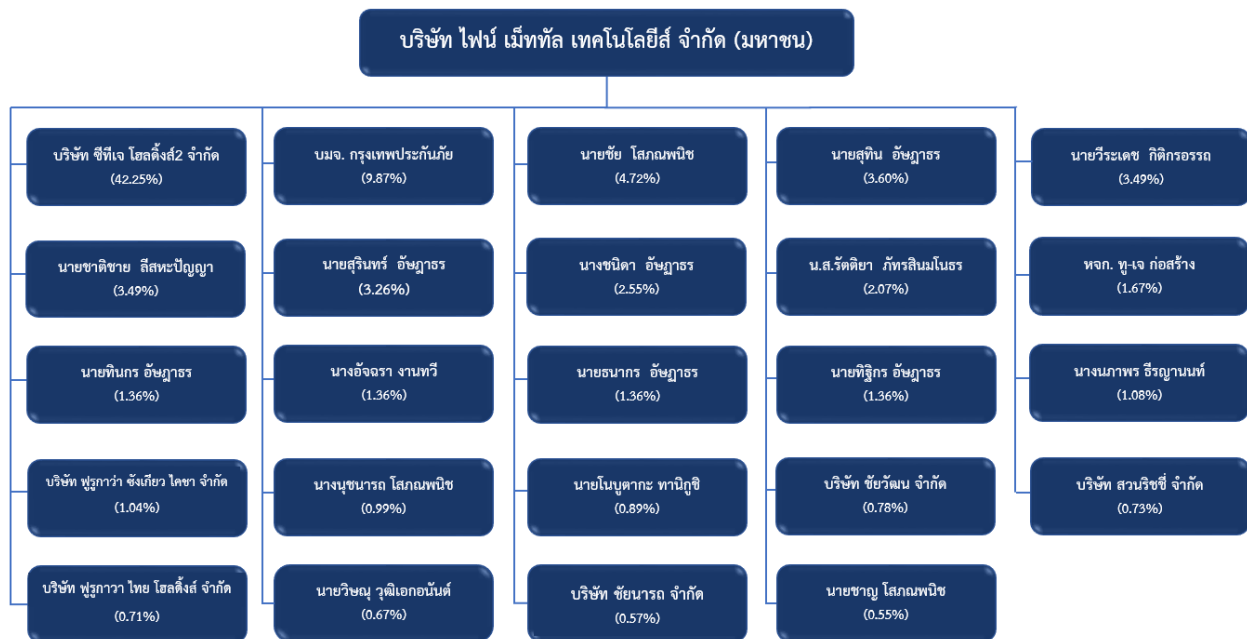 บริษัท ไฟน์ เม็ททัล เทคโนโลยีส์ จำกัด (มหาชน)
บริษัท ซีทีเจ โฮลดิ้งส์2 จำกัด
(42.25%)
บมจ. กรุงเทพประกันภัย
(9.87%)
นายชัย โสภณพนิช
(4.72%)
นายสุทิน อัษฎาธร
(3.60%)
นายวีระเดช กิติกรอรรถ
(3.49%)
นายชาติชาย ลีสหะปัญญา
(3.49%)
นายสุรินทร์ อัษฎาธร
(3.26%)
นางชนิดา อัษฎาธร
(2.55%)
น.ส.รัตติยา ภัทรสินมโนธร
(2.07%)
หจก. ทู-เจ ก่อสร้าง
(1.67%)
นายทินกร อัษฎาธร
(1.36%)
นางอัจฉรา งานทวี
(1.36%)
นายธนากร อัษฎาธร
(1.36%)
นายทิฐิกร อัษฎาธร
(1.36%)
นางนภาพร ธีรญานนท์
(1.08%)
บริษัท ฟูรูกาว่า ซังเกียว ไคชา จำกัด
(1.04%)
นางนุชนารถ โสภณพนิช
(0.99%)
นายโนบูตากะ ทานิกูชิ
(0.89%)
บริษัท ชัยวัฒน จำกัด
(0.78%)
บริษัท สวนริชชี่ จำกัด
(0.73%)
บริษัท ฟูรูกาวา ไทย โฮลดิ้งส์ จำกัด
(0.71%)
นายวิษณุ วุฒิเอกอนันต์
(0.67%)
บริษัท ชัยนารถ จำกัด
(0.57%)
นายชาญ โสภณพนิช
(0.55%)